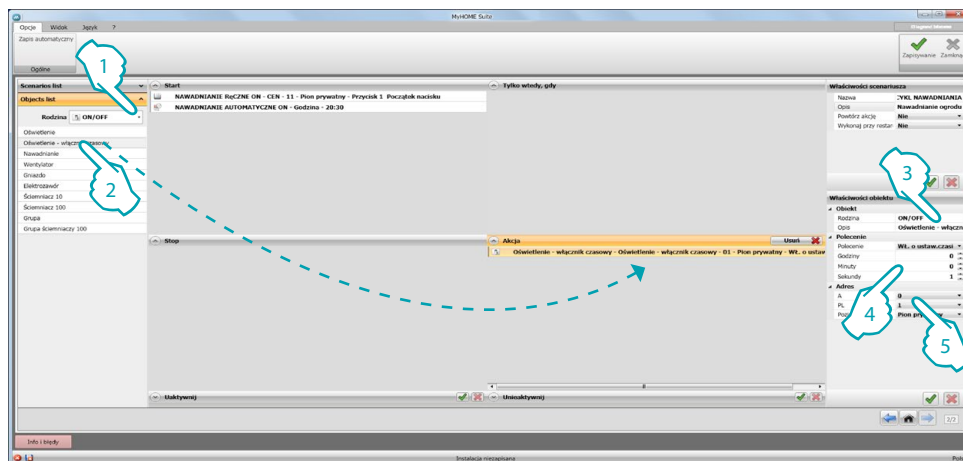 MyHOME Suite
Opcje Widok Język ?
Zapis automatyczny
Ogólne
Zapisywanie Zamkną
1
Scenarios list
Objects list
Rodzina ON/OFF
Oświetlenie
Oświetlenie - włącznik czasowy
Nawadnianie
Wentylator
Gniazdo
Elektrozawór
Ściemniacz 10
Ściemniacz 100
Grupa
Grupa ściemniaczy 100
2
Start
NAWADNIANIE RęCZNE ON - CEN - 11 - Pion prywatny - Przycisk 1 Początek nacisku
NAWADNIANIE AUTOMATYCZNE ON - Godzina - 20:30
Tylko wtedy, gdy
Stop
Akcja Usuń
Oświetlenie - włącznik czasowy - Oświetlenie - włącznik czasowy - 01 - Pion prywatny - Wł. o ustaw
Uaktywnij
Unieaktywnij
Właściwości scenariusza
Nazwa YKL NAWADNIANIA
Opis Nawadnianie ogrodu
Powtórz akcję Nie
Wykonaj przy restar Nie
3
Właściwości obiektu
Obiekt
Rodzina ON/OFF
Opis Oświetlenie - włączn
Polecenie
Polecenie Wł. o ustaw.czasi
Godziny 0
Minuty 0
Sekundy 1
Adres
A 0
PL 1
Pion prywatny
4
5
2/2
Info i błędy
Instalacja niezapisana